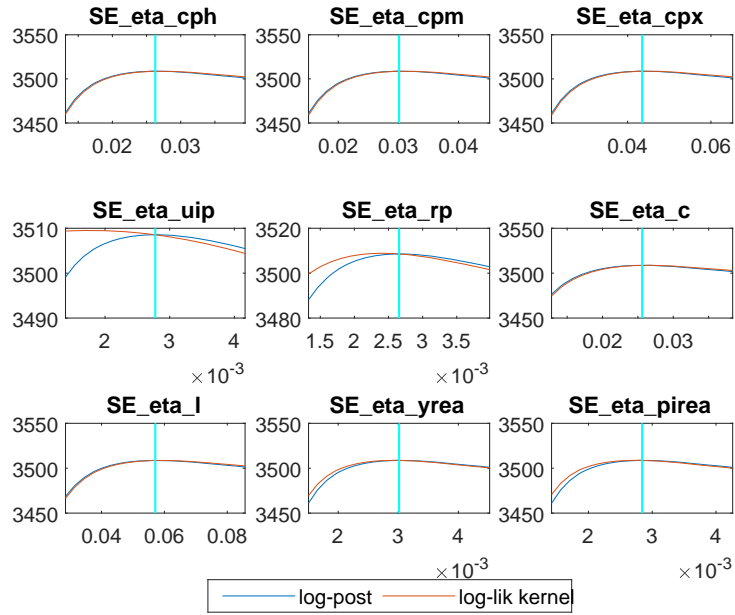 SE_eta_cph SE_eta_cpm SE_eta_cpx
3550 3550 3550
3500 3500 3500
3450 3450 3450
0.02 0.03 0.02 0.03 0.04 0.04 0.06
SE_eta_uip SE_eta_rp SE_eta_c
3510 3520 3550
3500 3500 3500
3490 3480 3450
2 3 4 1.5 2 2.5 3 3.5 0.02 0.03
×10-3 ×10-3
SE_eta_l SE_eta_yrea SE_eta_pirea
3550 3550 3550
3500 3500 3500
3450 3450 3450
0.04 0.06 0.08 2 3 4 2 3 4
×10-3 ×10-3
log-post log-lik kernel